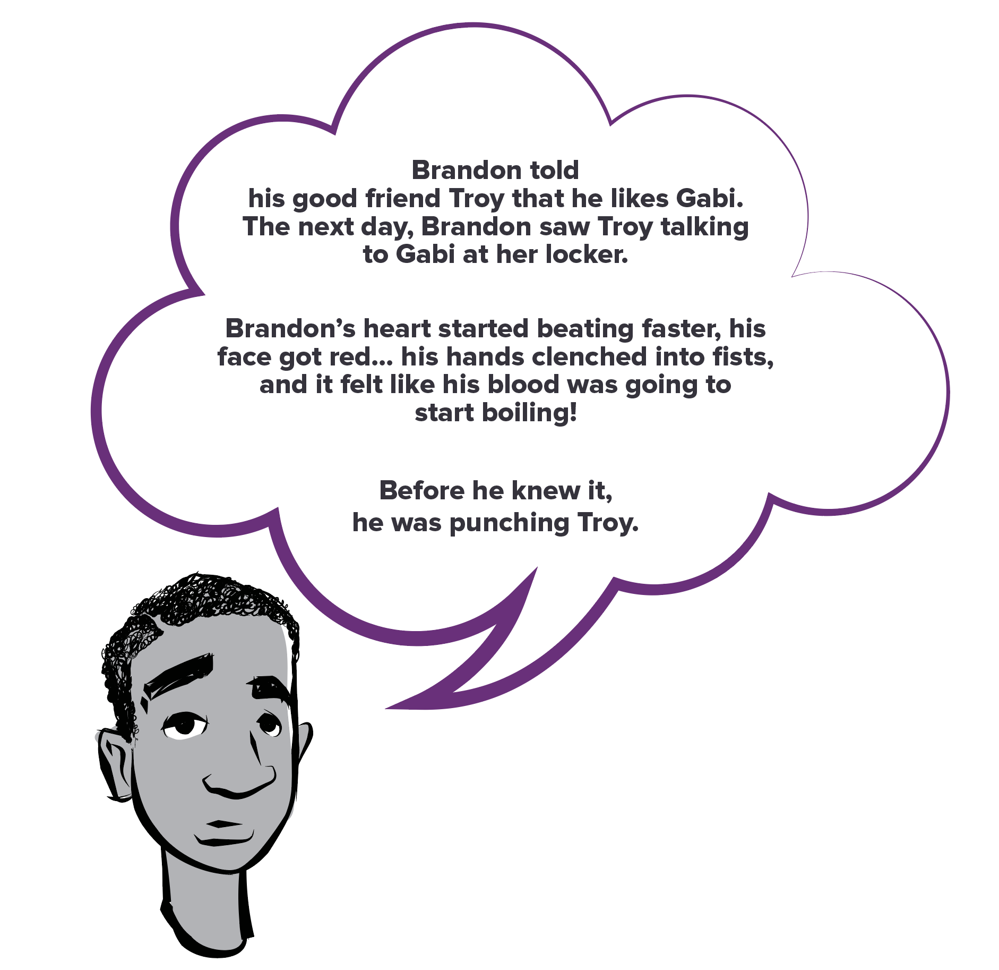 Brandon told
his good friend Troy that he likes Gabi.
The next day, Brandon saw Troy talking
to Gabi at her locker.
Brandon’s heart started beating faster, his
face got red... his hands clenched into fists,
and it felt like his blood was going to
start boiling!
Before he knew it,
he was punching Troy.